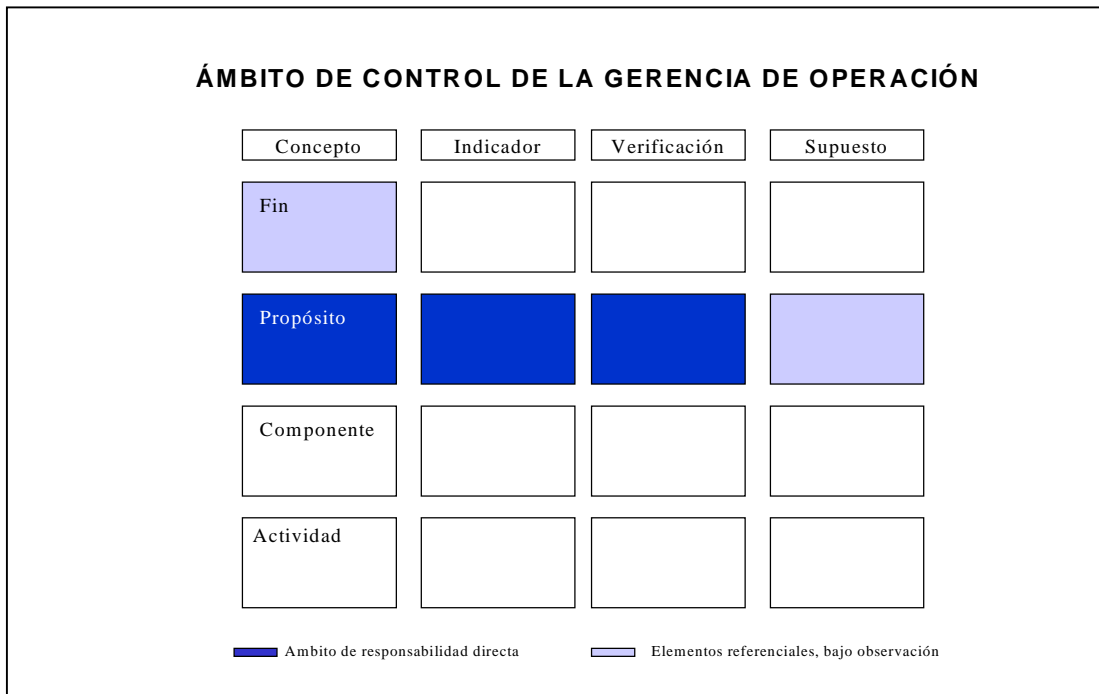 ÁMBITO DE CONTROL DE LA GERENCIA DE OPERACIÓN
Concepto Indicador Verificación Supuesto
Fin
Propósito
Componente
Actividad
Ambito de responsabilidad directa Elementos referenciales, bajo observación